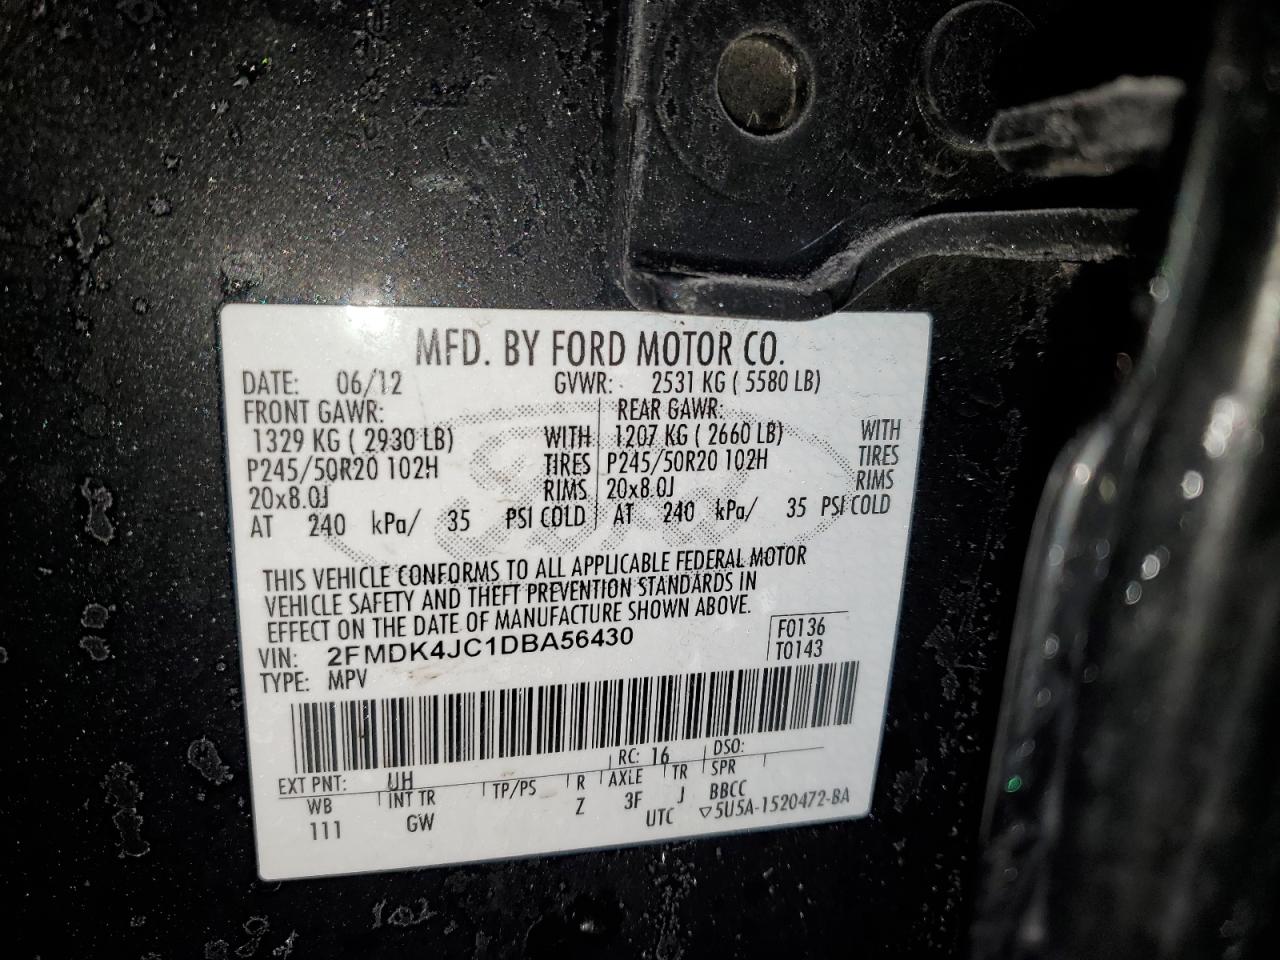 MFD. BY FORD MOTOR CO.
DATE: 06/12 GVWR: 2531 KG ( 5580 LB)
FRONT GAWR: REAR GAWR:
1329 KG ( 2930 LB) WITH 1207 KG ( 2660 LB) WITH
P245/50R20 102H TIRES P245/50R20 102H TIRES
20x8.0J RIMS 20x8.0J RIMS
AT 240 kPa/ 35 PSI COLD AT 240 kPa/ 35 PSI COLD
THIS VEHICLE CONFORMS TO ALL APPLICABLE FEDERAL MOTOR
VEHICLE SAFETY AND THEFT PREVENTION STANDARDS IN
EFFECT ON THE DATE OF MANUFACTURE SHOWN ABOVE.
VIN: 2FMDK4JC1DBA56430 F0136
TYPE: MPV T0143
EXT PNT: UH RC: 16 DSO:
WB INT TR TP/PS R AXLE TR SPR
111 GW Z 3F J BBCC
UTC ▽5U5A-1520472-BA